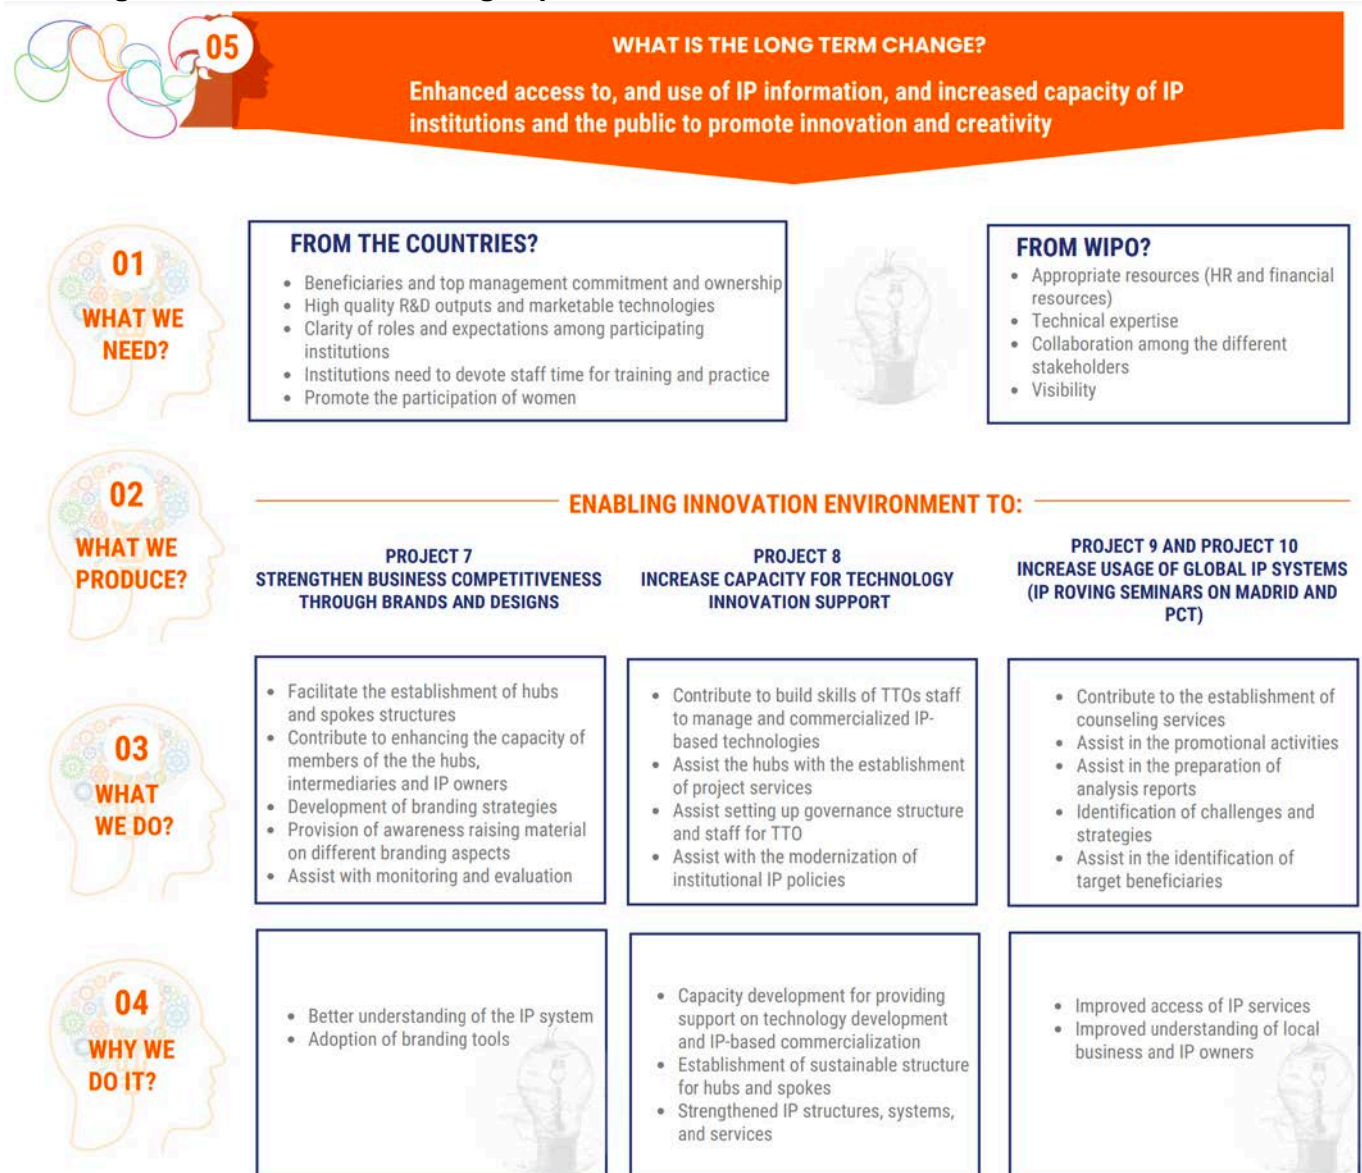 05
WHAT IS THE LONG TERM CHANGE?
Enhanced access to, and use of IP information, and increased capacity of IP
institutions and the public to promote innovation and creativity
01
WHAT WE
NEED?
FROM THE COUNTRIES?
• Beneficiaries and top management commitment and ownership
• High quality R&D outputs and marketable technologies
• Clarity of roles and expectations among participating
institutions
• Institutions need to devote staff time for training and practice
• Promote the participation of women
FROM WIPO?
• Appropriate resources (HR and financial
resources)
• Technical expertise
• Collaboration among the different
stakeholders
• Visibility
02
WHAT WE
PRODUCE?
ENABLING INNOVATION ENVIRONMENT TO:
PROJECT 7
STRENGTHEN BUSINESS COMPETITIVENESS
THROUGH BRANDS AND DESIGNS
PROJECT 8
INCREASE CAPACITY FOR TECHNOLOGY
INNOVATION SUPPORT
PROJECT 9 AND PROJECT 10
INCREASE USAGE OF GLOBAL IP SYSTEMS
(IP ROVING SEMINARS ON MADRID AND
PCT)
03
WHAT
WE DO?
• Facilitate the establishment of hubs
and spokes structures
• Contribute to enhancing the capacity of
members of the the hubs,
intermediaries and IP owners
• Development of branding strategies
• Provision of awareness raising material
on different branding aspects
• Assist with monitoring and evaluation
• Contribute to build skills of TTOs staff
to manage and commercialized IP-
based technologies
• Assist the hubs with the establishment
of project services
• Assist setting up governance structure
and staff for TTO
• Assist with the modernization of
institutional IP policies
• Contribute to the establishment of
counseling services
• Assist in the promotional activities
• Assist in the preparation of
analysis reports
• Identification of challenges and
strategies
• Assist in the identification of
target beneficiaries
04
WHY WE
DO IT?
• Better understanding of the IP system
• Adoption of branding tools
• Capacity development for providing
support on technology development
and IP-based commercialization
• Establishment of sustainable structure
for hubs and spokes
• Strengthened IP structures, systems,
and services
• Improved access of IP services
• Improved understanding of local
business and IP owners